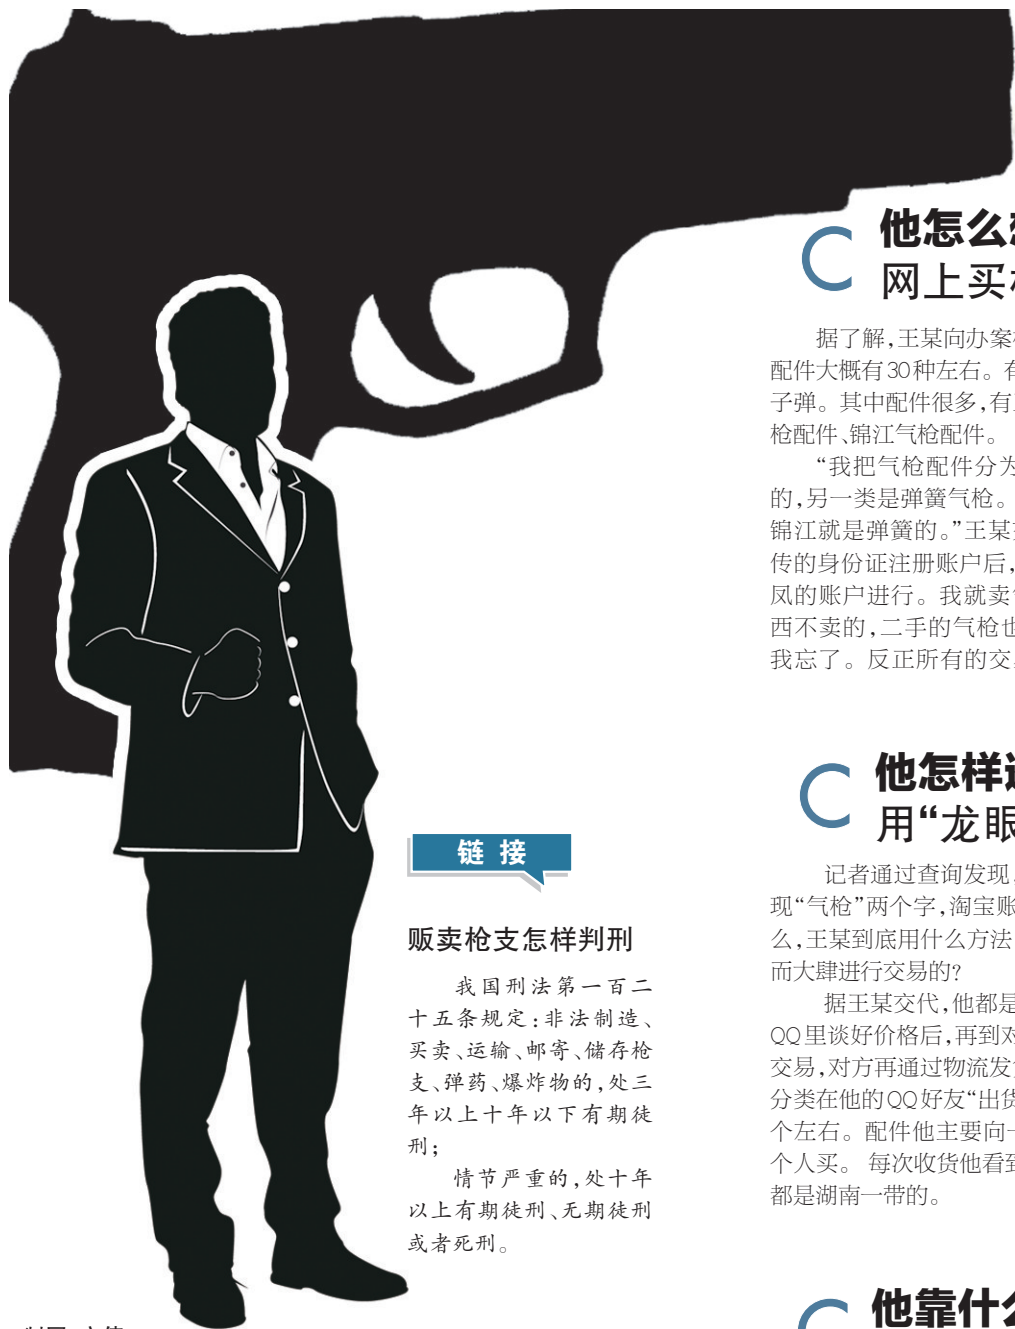 链 接
贩卖枪支怎样判刑
我国刑法第一百二
十五条规定：非法制造、
买卖、运输、邮寄、储存枪
支、弹药、爆炸物的，处三
年以上十年以下有期徒
刑；
情节严重的，处十年
以上有期徒刑、无期徒刑
或者死刑。
他怎么
网上买
据了解，王某向办案
配件大概有30种左右。有
子弹。其中配件很多，有
枪配件、锦江气枪配件。
“我把气枪配件分为
的，另一类是弹簧气枪。
锦江就是弹簧的。”王某
传的身份证注册账户后，
凤的账户进行。我就卖
西不卖的，二手的气枪也
我忘了。反正所有的交
他怎样
用“龙眼
记者通过查询发现，
现“气枪”两个字，淘宝账
么，王某到底用什么方法
而大肆进行交易的？
据王某交代，他都是
QQ里谈好价格后，再到对
交易，对方再通过物流发
分类在他的QQ好友“出货
个左右。配件他主要向一
个人买。 每次收货他看到
都是湖南一带的。
他靠什